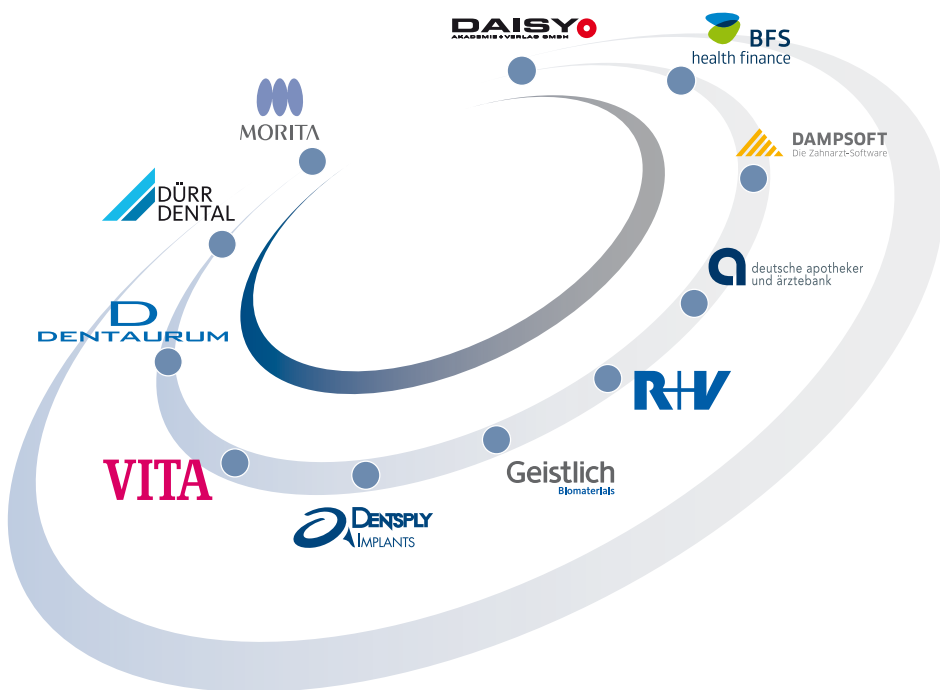 DAISY
AKADEMIE+VERLAG GMBH
BFS
health finance
MORITA
DAMPSOFT
Die Zahnarzt-Software
DÜRR
DENTAL
deutsche apotheker
und ärztebank
D
DENTAURUM
R+V
VITA
Geistlich
Biomaterials
DENTSPLY
IMPLANTS